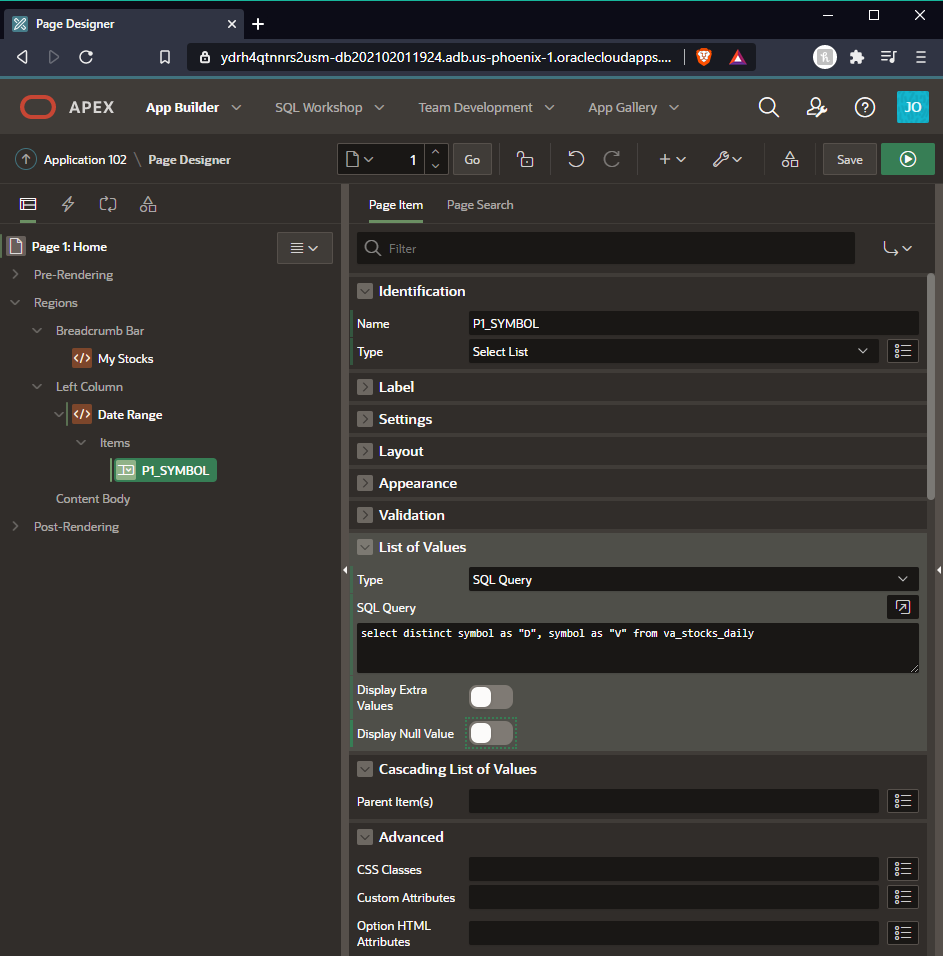 Page Designer
ydrh4qtnnrs2usm-db202102011924.adb.us-phoenix-1.oraclecloudapps....
APEX App Builder SQL Workshop Team Development App Gallery JO
Application 102 \ Page Designer 1 Go Save
Page Item Page Search
Page 1: Home
Filter
Pre-Rendering
Regions
Breadcrumb Bar
</> My Stocks
Left Column
</> Date Range
Items
P1_SYMBOL
Content Body
Post-Rendering
Identification
Name P1_SYMBOL
Type Select List
Label
Settings
Layout
Appearance
Validation
List of Values
Type SQL Query
SQL Query
select distinct symbol as "D", symbol as "V" from va_stocks_daily
Display Extra
Values
Display Null Value
Cascading List of Values
Parent Item(s)
Advanced
CSS Classes
Custom Attributes
Option HTML
Attributes